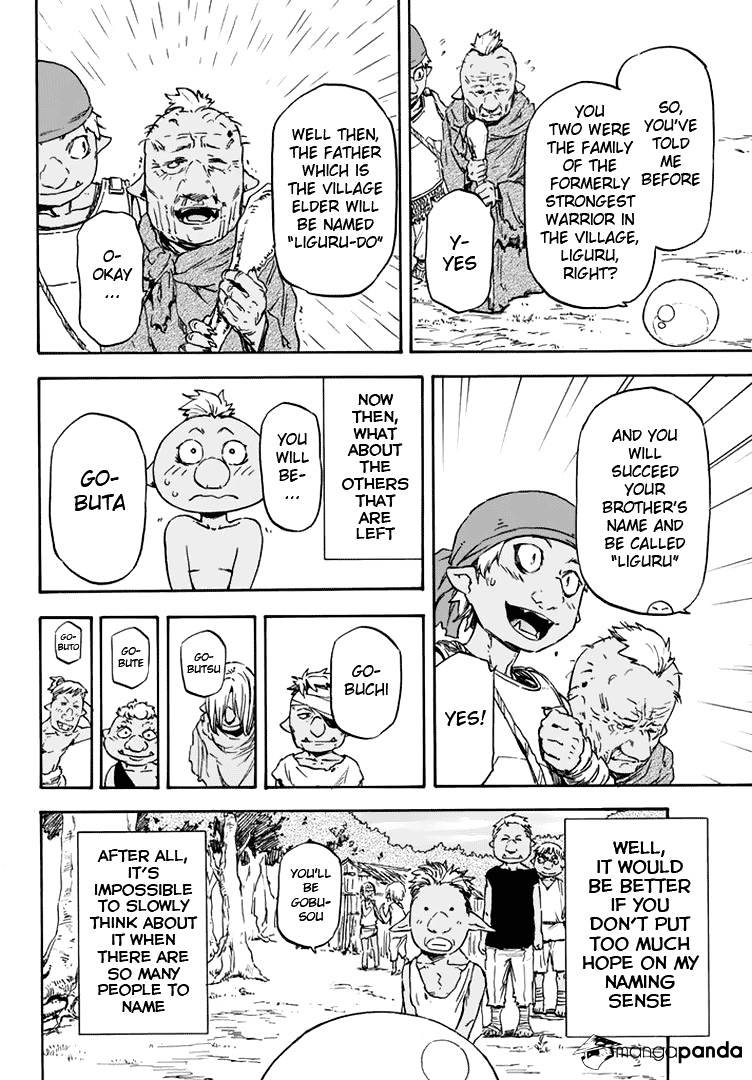 SO,
YOU'VE
TOLD
ME
BEFORE
YOU
TWO WERE
THE FAMILY
OF THE
FORMERLY
STRONGEST
WARRIOR IN
THE VILLAGE,
LIGURU,
RIGHT?
Y-
YES
WELL THEN,
THE FATHER
WHICH IS
THE VILLAGE
ELDER WILL
BE NAMED
"LIGURU-DO"
O-
OKAY
...
AND YOU
WILL
SUCCEED
YOUR
BROTHER'S
NAME AND
BE CALLED
"LIGURU"
YES!
NOW
THEN,
WHAT
ABOUT
THE
OTHERS
THAT
ARE
LEFT
YOU
WILL
BE-
...
GO-
BUTA
GO-
BUCHI
GO-
BUTSU
GO-
BUTE
GO-
BUTO
WELL,
IT WOULD
BE BETTER
IF YOU
DON'T PUT
TOO MUCH
HOPE ON MY
NAMING
SENSE
YOU'LL
BE
GOBU-
SOU
AFTER ALL,
IT'S
IMPOSSIBLE
TO SLOWLY
THINK ABOUT
IT WHEN
THERE ARE
SO MANY
PEOPLE TO
NAME
mangapanda